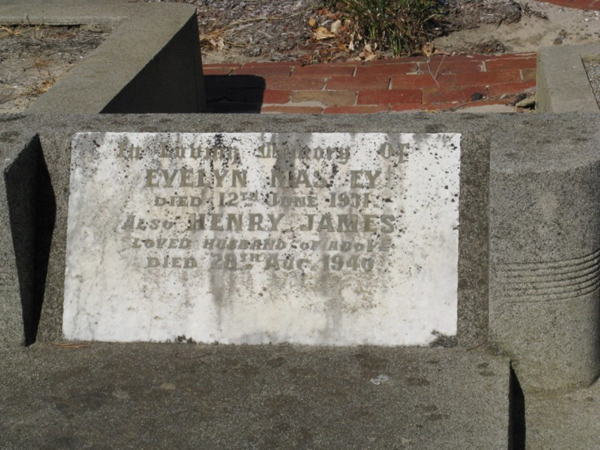 In Loving Memory Of
EVELYN MASSEY
DIED 12TH JUNE 1931
ALSO HENRY JAMES
LOVED HUSBAND OF ABOVE
DIED 28TH AUG. 1940